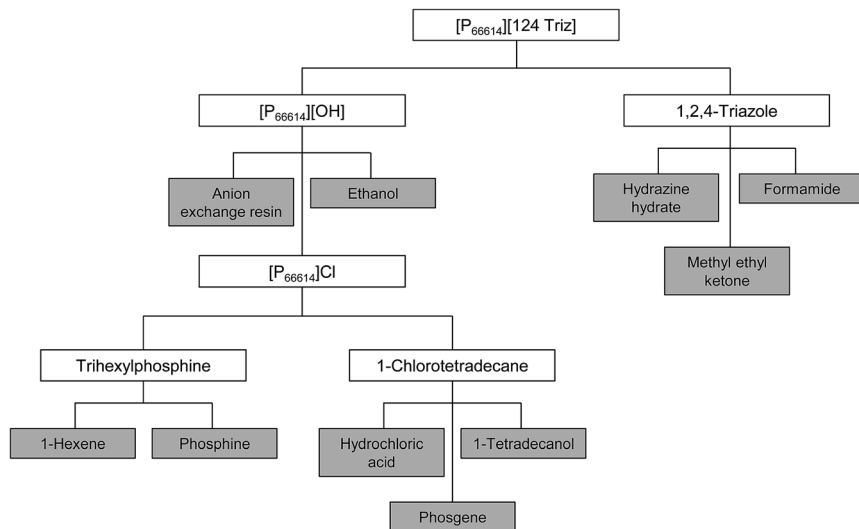 [P₆₆₆₁₄][124 Triz]
[P₆₆₆₁₄][OH]
1,2,4-Triazole
Anion
exchange resin
Ethanol
Hydrazine
hydrate
Formamide
[P₆₆₆₁₄]Cl
Methyl ethyl
ketone
Trihexylphosphine
1-Chlorotetradecane
1-Hexene
Phosphine
Hydrochloric
acid
1-Tetradecanol
Phosgene